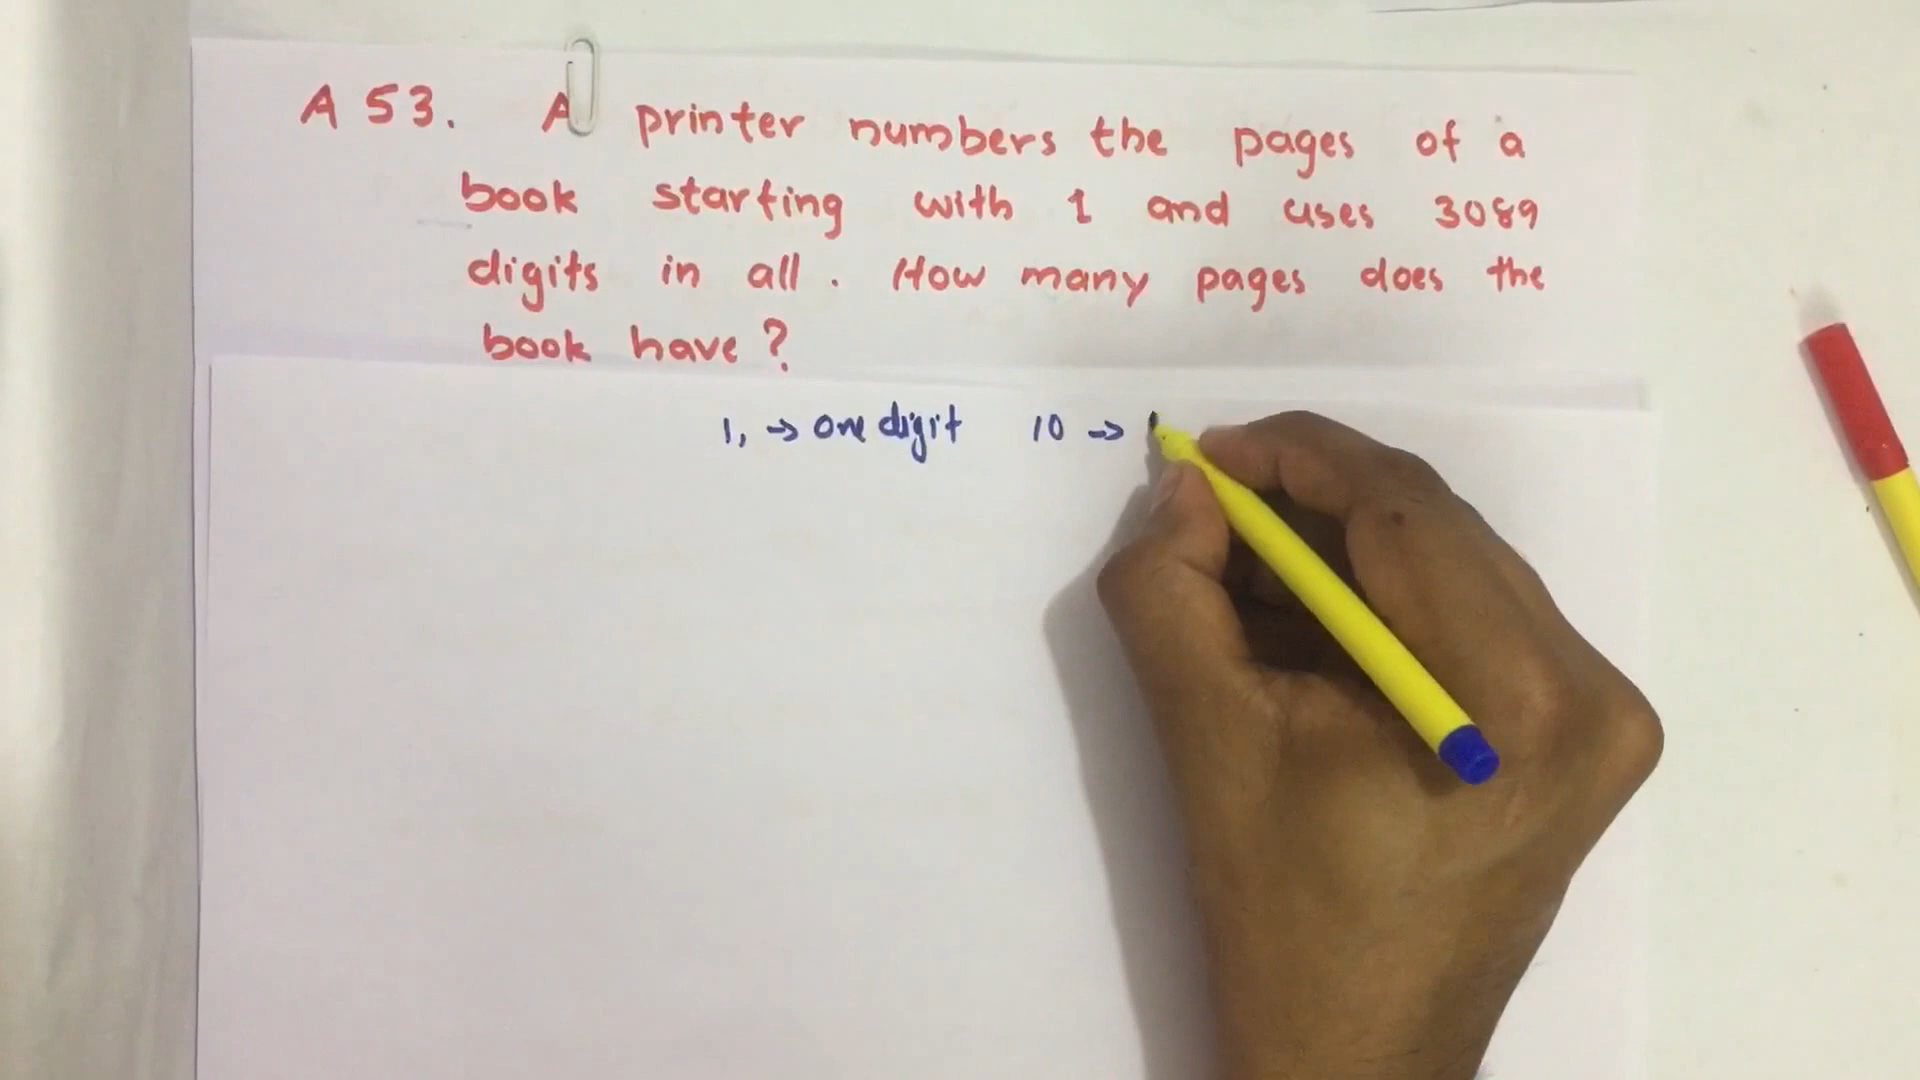 A 53. A printer numbers the pages of a
book starting with 1 and uses 3089
digits in all. How many pages does the
book have?
1, → one digit 10 →